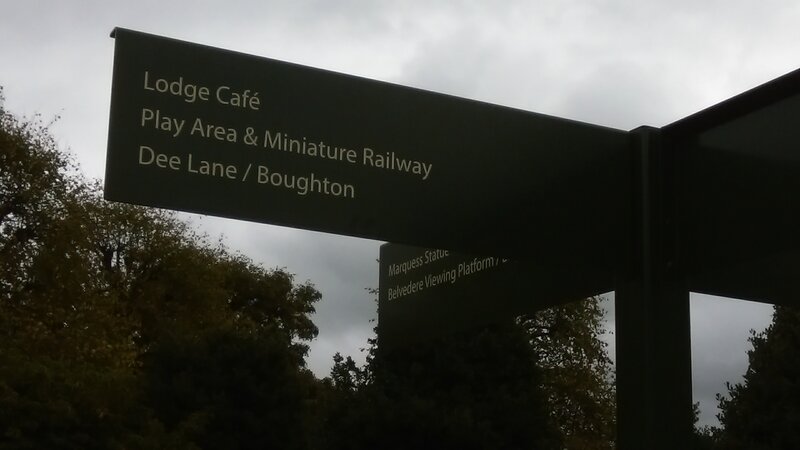 Lodge Café
Play Area & Miniature Railway
Dee Lane / Boughton
Marquess Statue
Belvedere Viewing Platform /